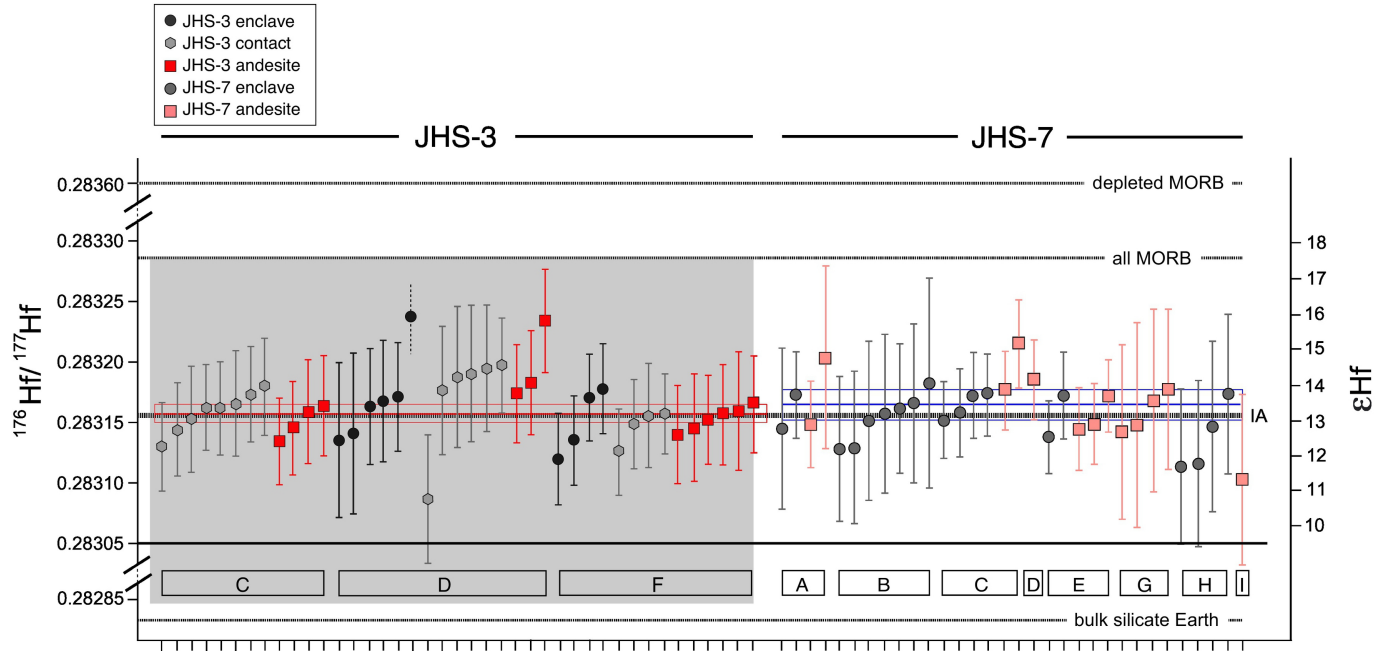 JHS-3 enclave
JHS-3 contact
JHS-3 andesite
JHS-7 enclave
JHS-7 andesite
JHS-3
JHS-7
176Hf/ 177Hf
0.28360
0.28330
0.28325
0.28320
0.28315
0.28310
0.28305
0.28285
depleted MORB
all MORB
IA
bulk silicate Earth
C
D
F
A
B
C
D
E
G
H
I
18
17
16
15
14
13
12
11
10
εHf